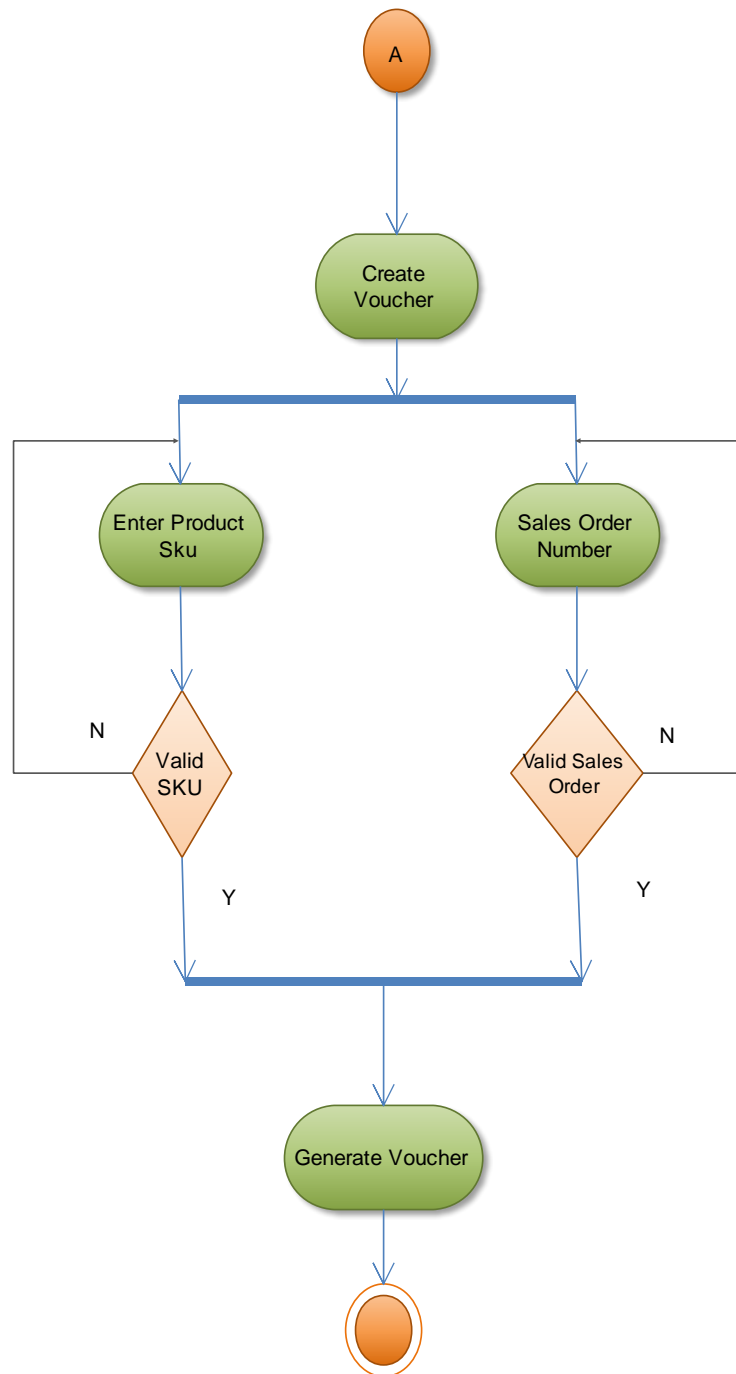 A
Create
Voucher
Enter Product
Sku
Sales Order
Number
N
Valid
SKU
Valid Sales
Order
N
Y
Y
Generate Voucher